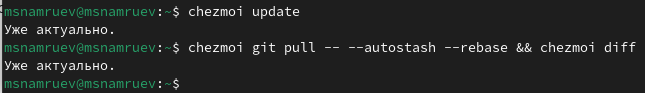 msnamruev@msnamruev:~$ chezmoi update
Уже актуально.
msnamruev@msnamruev:~$ chezmoi git pull -- --autostash --rebase && chezmoi diff
Уже актуально.
msnamruev@msnamruev:~$